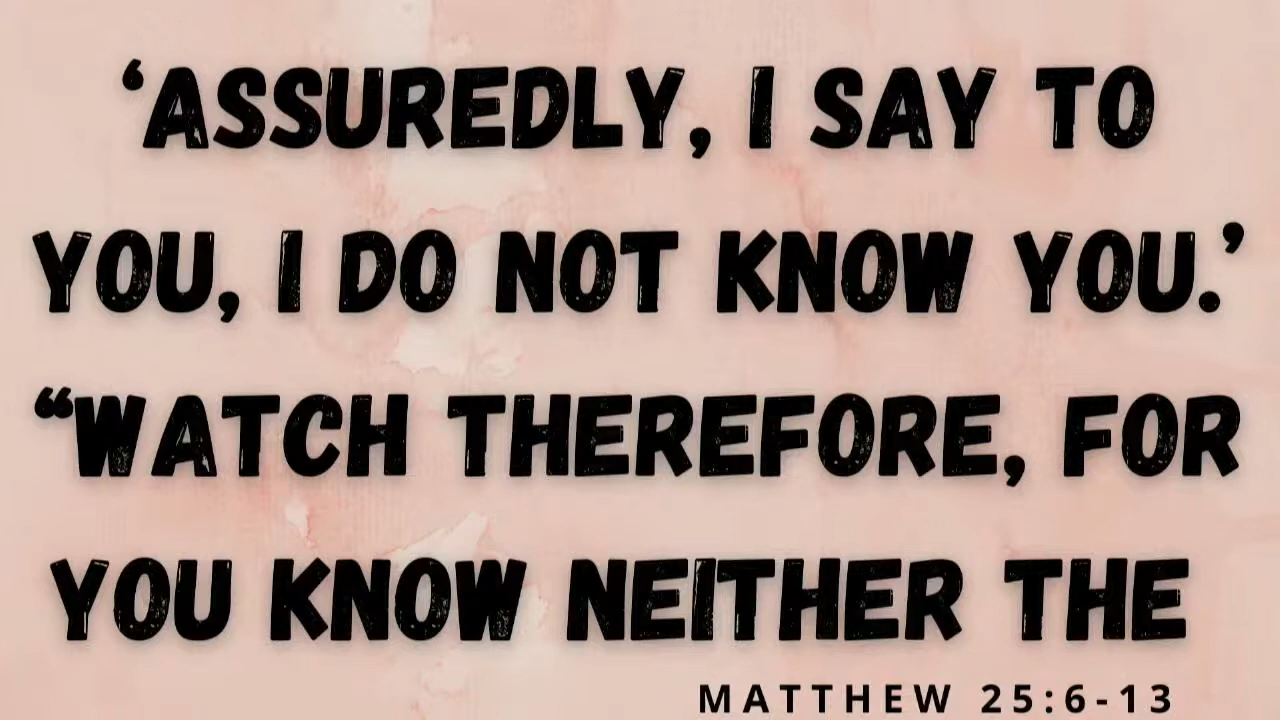 ‘ASSUREDLY, I SAY TO
YOU, I DO NOT KNOW YOU.’
“WATCH THEREFORE, FOR
YOU KNOW NEITHER THE
MATTHEW 25:6-13